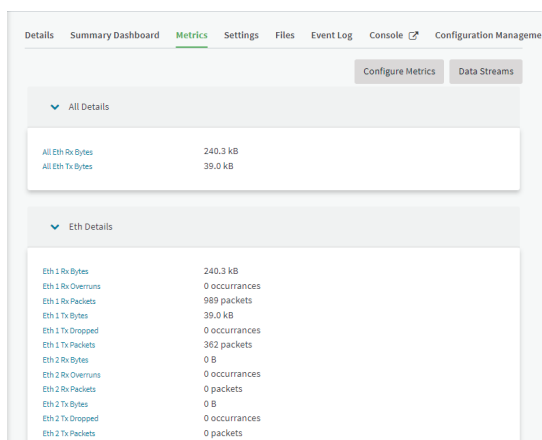 Details Summary Dashboard Metrics Settings Files Event Log Console Configuration Manageme
Configure Metrics Data Streams
All Details
All Eth Rx Bytes 240.3 kB
All Eth Tx Bytes 39.0 kB
Eth Details
Eth 1 Rx Bytes 240.3 kB
Eth 1 Rx Overruns 0 occurrances
Eth 1 Rx Packets 989 packets
Eth 1 Tx Bytes 39.0 kB
Eth 1 Tx Dropped 0 occurrances
Eth 1 Tx Packets 362 packets
Eth 2 Rx Bytes 0 B
Eth 2 Rx Overruns 0 occurrances
Eth 2 Rx Packets 0 packets
Eth 2 Tx Bytes 0 B
Eth 2 Tx Dropped 0 occurrances
Eth 2 Tx Packets 0 packets